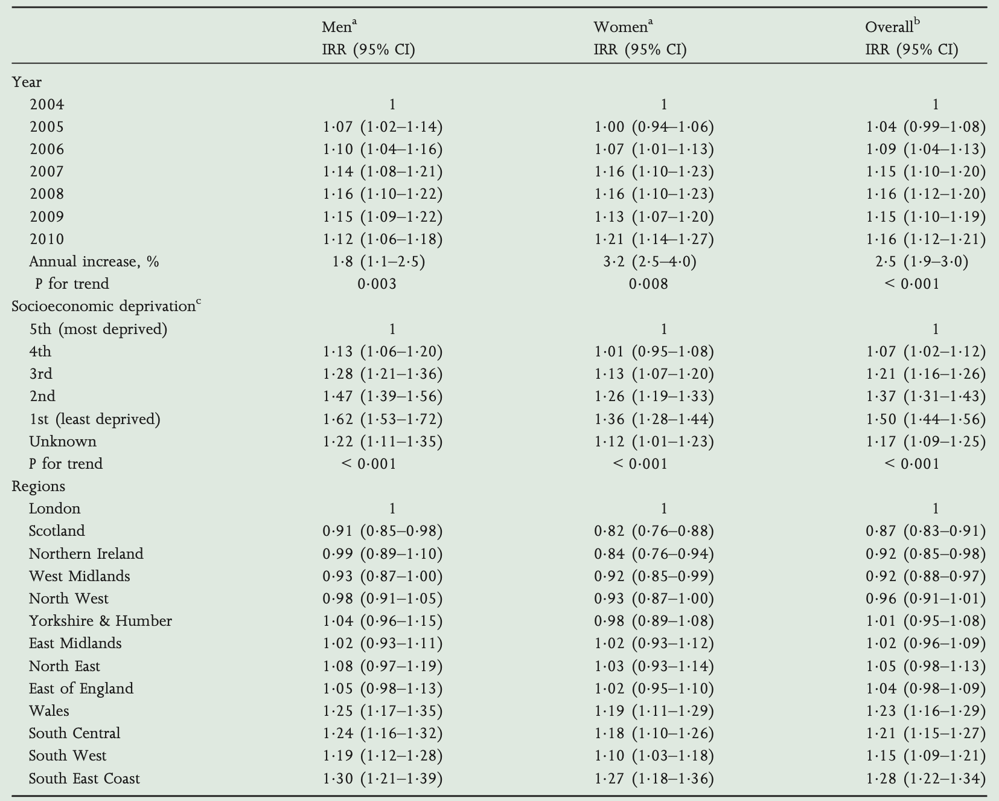 Menᵃ Womenᵃ Overallᵇ
IRR (95% CI) IRR (95% CI) IRR (95% CI)
Year
2004 1 1 1
2005 1·07 (1·02–1·14) 1·00 (0·94–1·06) 1·04 (0·99–1·08)
2006 1·10 (1·04–1·16) 1·07 (1·01–1·13) 1·09 (1·04–1·13)
2007 1·14 (1·08–1·21) 1·16 (1·10–1·23) 1·15 (1·10–1·20)
2008 1·16 (1·10–1·22) 1·16 (1·10–1·23) 1·16 (1·12–1·20)
2009 1·15 (1·09–1·22) 1·13 (1·07–1·20) 1·15 (1·10–1·19)
2010 1·12 (1·06–1·18) 1·21 (1·14–1·27) 1·16 (1·12–1·21)
Annual increase, % 1·8 (1·1–2·5) 3·2 (2·5–4·0) 2·5 (1·9–3·0)
P for trend 0·003 0·008 < 0·001
Socioeconomic deprivationᶜ
5th (most deprived) 1 1 1
4th 1·13 (1·06–1·20) 1·01 (0·95–1·08) 1·07 (1·02–1·12)
3rd 1·28 (1·21–1·36) 1·13 (1·07–1·20) 1·21 (1·16–1·26)
2nd 1·47 (1·39–1·56) 1·26 (1·19–1·33) 1·37 (1·31–1·43)
1st (least deprived) 1·62 (1·53–1·72) 1·36 (1·28–1·44) 1·50 (1·44–1·56)
Unknown 1·22 (1·11–1·35) 1·12 (1·01–1·23) 1·17 (1·09–1·25)
P for trend < 0·001 < 0·001 < 0·001
Regions
London 1 1 1
Scotland 0·91 (0·85–0·98) 0·82 (0·76–0·88) 0·87 (0·83–0·91)
Northern Ireland 0·99 (0·89–1·10) 0·84 (0·76–0·94) 0·92 (0·85–0·98)
West Midlands 0·93 (0·87–1·00) 0·92 (0·85–0·99) 0·92 (0·88–0·97)
North West 0·98 (0·91–1·05) 0·93 (0·87–1·00) 0·96 (0·91–1·01)
Yorkshire & Humber 1·04 (0·96–1·15) 0·98 (0·89–1·08) 1·01 (0·95–1·08)
East Midlands 1·02 (0·93–1·11) 1·02 (0·93–1·12) 1·02 (0·96–1·09)
North East 1·08 (0·97–1·19) 1·03 (0·93–1·14) 1·05 (0·98–1·13)
East of England 1·05 (0·98–1·13) 1·02 (0·95–1·10) 1·04 (0·98–1·09)
Wales 1·25 (1·17–1·35) 1·19 (1·11–1·29) 1·23 (1·16–1·29)
South Central 1·24 (1·16–1·32) 1·18 (1·10–1·26) 1·21 (1·15–1·27)
South West 1·19 (1·12–1·28) 1·10 (1·03–1·18) 1·15 (1·09–1·21)
South East Coast 1·30 (1·21–1·39) 1·27 (1·18–1·36) 1·28 (1·22–1·34)